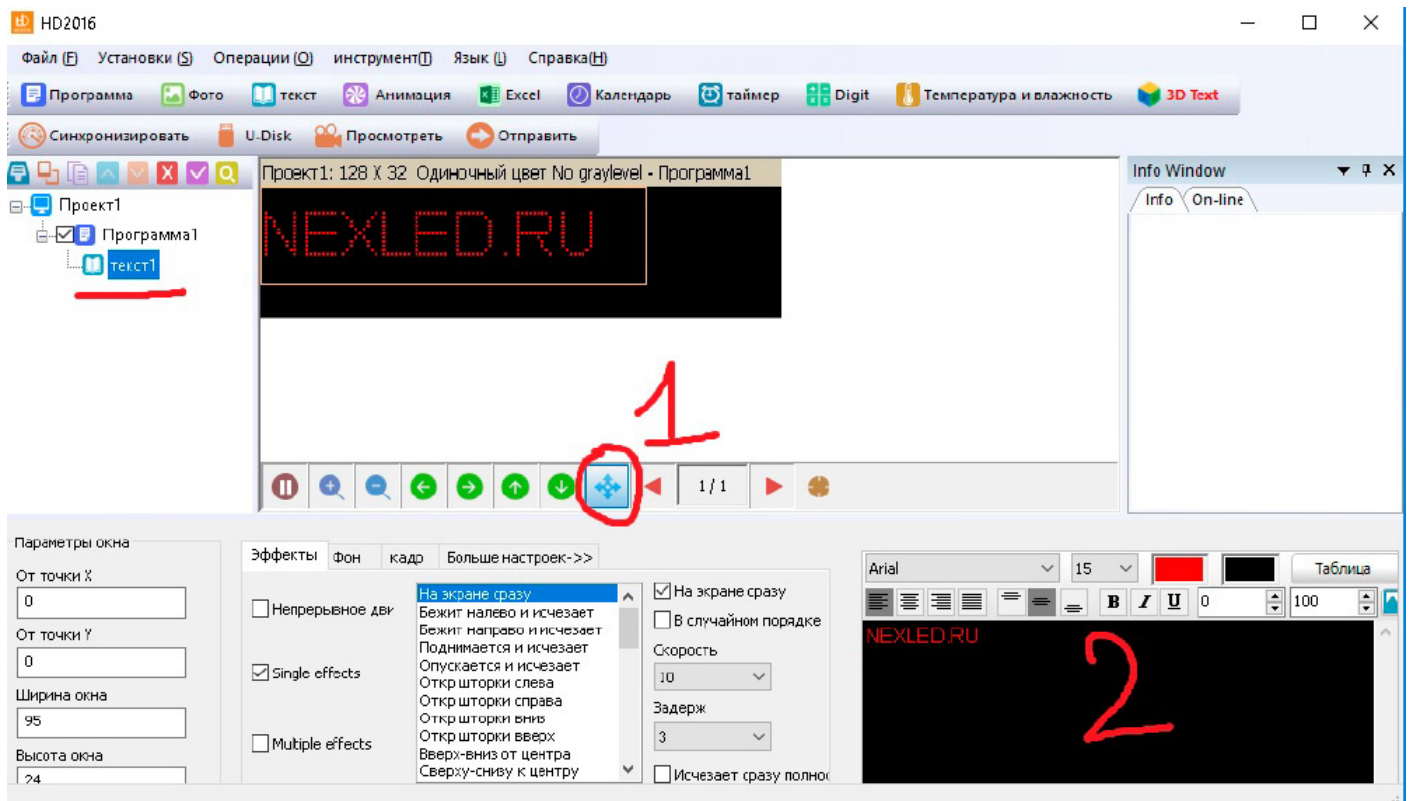 HD2016
Файл (F) Установки (S) Операции (O) инструмент(T) Язык (L) Справка(H)
Программа Фото текст Анимация Excel Календарь таймер Digit Температура и влажность 3D Text
Синхронизировать U-Disk Просмотреть Отправить
Проект1: 128 X 32 Одиночный цвет No graylevel - Программа1
Info Window
Info On-line
Проект1
Программа1
текст1
NEXLED.RU
1
1/1
Параметры окна
От точки X
0
От точки Y
0
Ширина окна
95
Высота окна
24
Эффекты Фон кадр Больше настроек->>
Непрерывное дви
Single effects
Multiple effects
На экране сразу
Бежит налево и исчезает
Бежит направо и исчезает
Поднимается и исчезает
Опускается и исчезает
Откр шторки слева
Откр шторки справа
Откр шторки вниз
Откр шторки вверх
Вверх-вниз от центра
Сверху-снизу к центру
На экране сразу
В случайном порядке
Скорость
10
Задерж
3
Исчезает сразу полно
Arial 15 Таблица
B I U 0 100
NEXLED.RU
2